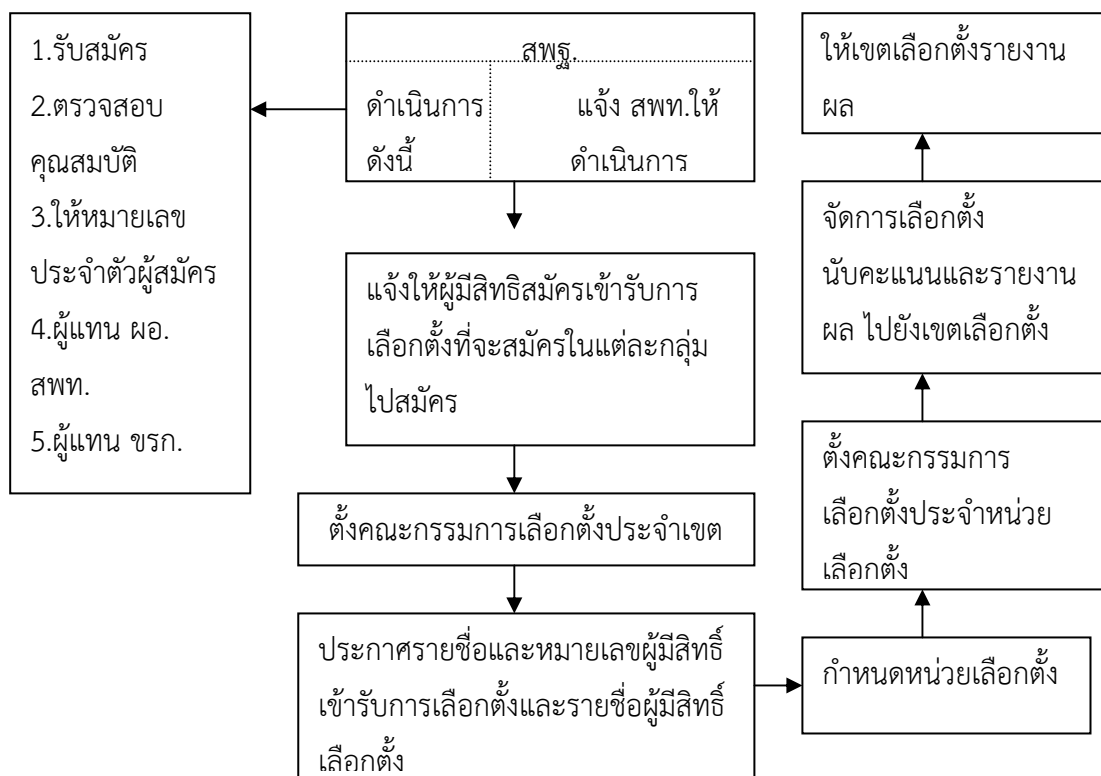 1.รับสมัคร
2.ตรวจสอบ
คุณสมบัติ
3.ให้หมายเลข
ประจำตัวผู้สมัคร
4.ผู้แทน ผอ.
สพท.
5.ผู้แทน ขรก.
สพฐ.
ดำเนินการ
ดังนี้
แจ้ง สพท.ให้
ดำเนินการ
แจ้งให้ผู้มีสิทธิสมัครเข้ารับการ
เลือกตั้งที่จะสมัครในแต่ละกลุ่ม
ไปสมัคร
ตั้งคณะกรรมการเลือกตั้งประจำเขต
ประกาศรายชื่อและหมายเลขผู้มีสิทธิ์
เข้ารับการเลือกตั้งและรายชื่อผู้มีสิทธิ์
เลือกตั้ง
กำหนดหน่วยเลือกตั้ง
ตั้งคณะกรรมการ
เลือกตั้งประจำหน่วย
เลือกตั้ง
จัดการเลือกตั้ง
นับคะแนนและรายงาน
ผล ไปยังเขตเลือกตั้ง
ให้เขตเลือกตั้งรายงาน
ผล